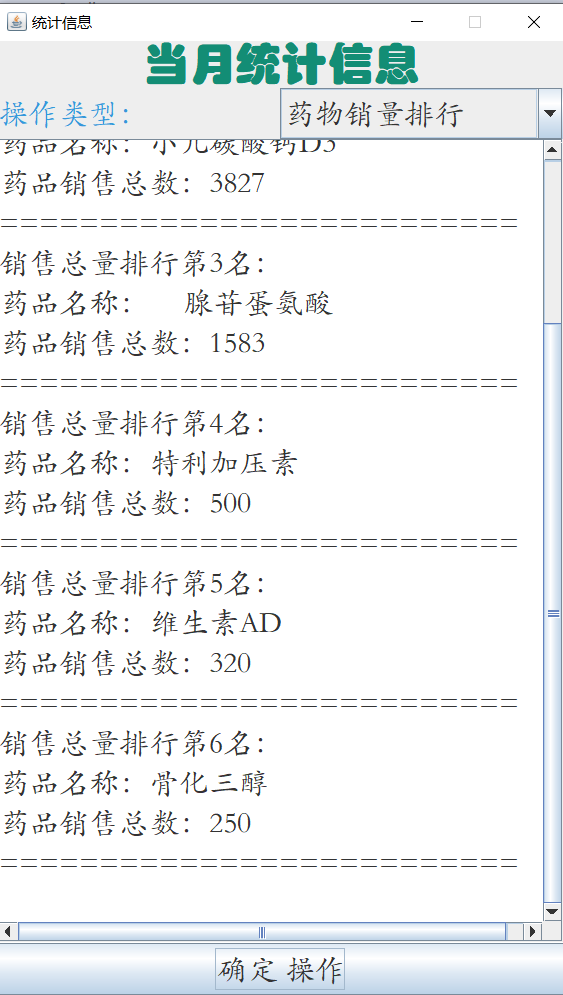 统计信息
当月统计信息
操作类型：
药物销量排行
药品名称：小儿碳酸钙D3
药品销售总数：3827
==========================
销售总量排行第3名：
药品名称：  腺苷蛋氨酸
药品销售总数：1583
==========================
销售总量排行第4名：
药品名称：特利加压素
药品销售总数：500
==========================
销售总量排行第5名：
药品名称：维生素AD
药品销售总数：320
==========================
销售总量排行第6名：
药品名称：骨化三醇
药品销售总数：250
==========================
确定 操作